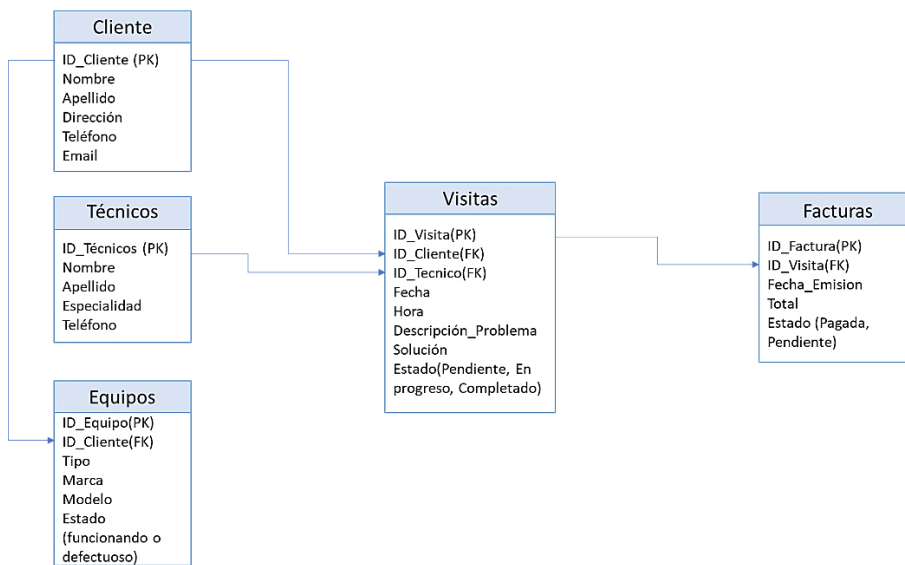 Cliente
ID_Cliente (PK)
Nombre
Apellido
Dirección
Teléfono
Email
Técnicos
ID_Técnicos (PK)
Nombre
Apellido
Especialidad
Teléfono
Equipos
ID_Equipo(PK)
ID_Cliente(FK)
Tipo
Marca
Modelo
Estado
(funcionando o
defectuoso)
Visitas
ID_Visita(PK)
ID_Cliente(FK)
ID_Tecnico(FK)
Fecha
Hora
Descripción_Problema
Solución
Estado(Pendiente, En
progreso, Completado)
Facturas
ID_Factura(PK)
ID_Visita(FK)
Fecha_Emision
Total
Estado (Pagada,
Pendiente)